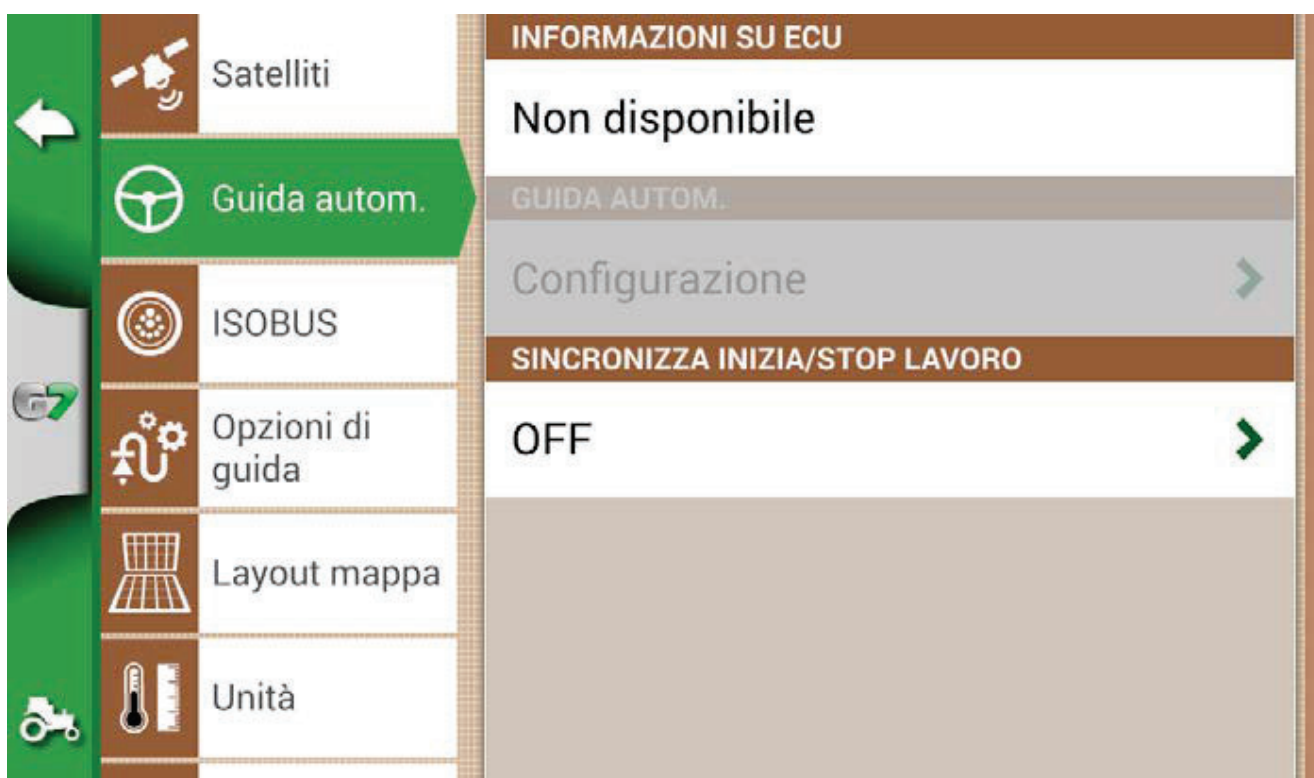 Satelliti
Guida autom.
ISOBUS
Opzioni di
guida
Layout mappa
Unità
G7
INFORMAZIONI SU ECU
Non disponibile
GUIDA AUTOM.
Configurazione
SINCRONIZZA INIZIA/STOP LAVORO
OFF